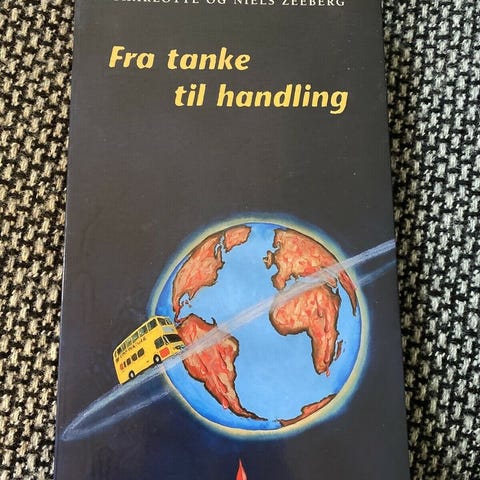 OG NIELS ZEEBERG
Fra tanke
til handling